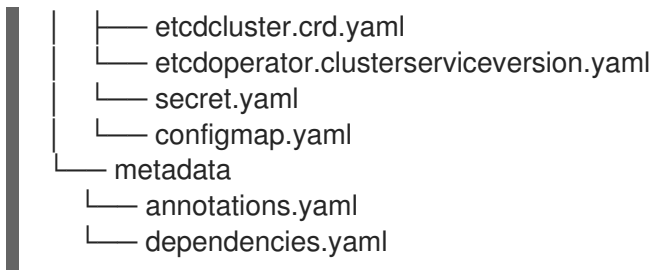 │   ├── etcdcluster.crd.yaml
│   └── etcdoperator.clusterserviceversion.yaml
│   └── secret.yaml
│   └── configmap.yaml
└── metadata
    └── annotations.yaml
    └── dependencies.yaml